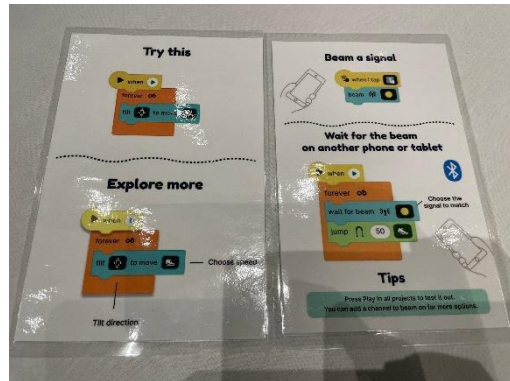 Try this
when
forever
tilt to move
Explore more
when
forever
tilt to move
Choose speed
Tilt direction
Beam a signal
when I tap
beam
Wait for the beam
on another phone or tablet
when
forever
wait for beam
jump 50
Choose the
signal to match
Tips
Press Play in all projects to test it out.
You can add a channel to beam on for more options.